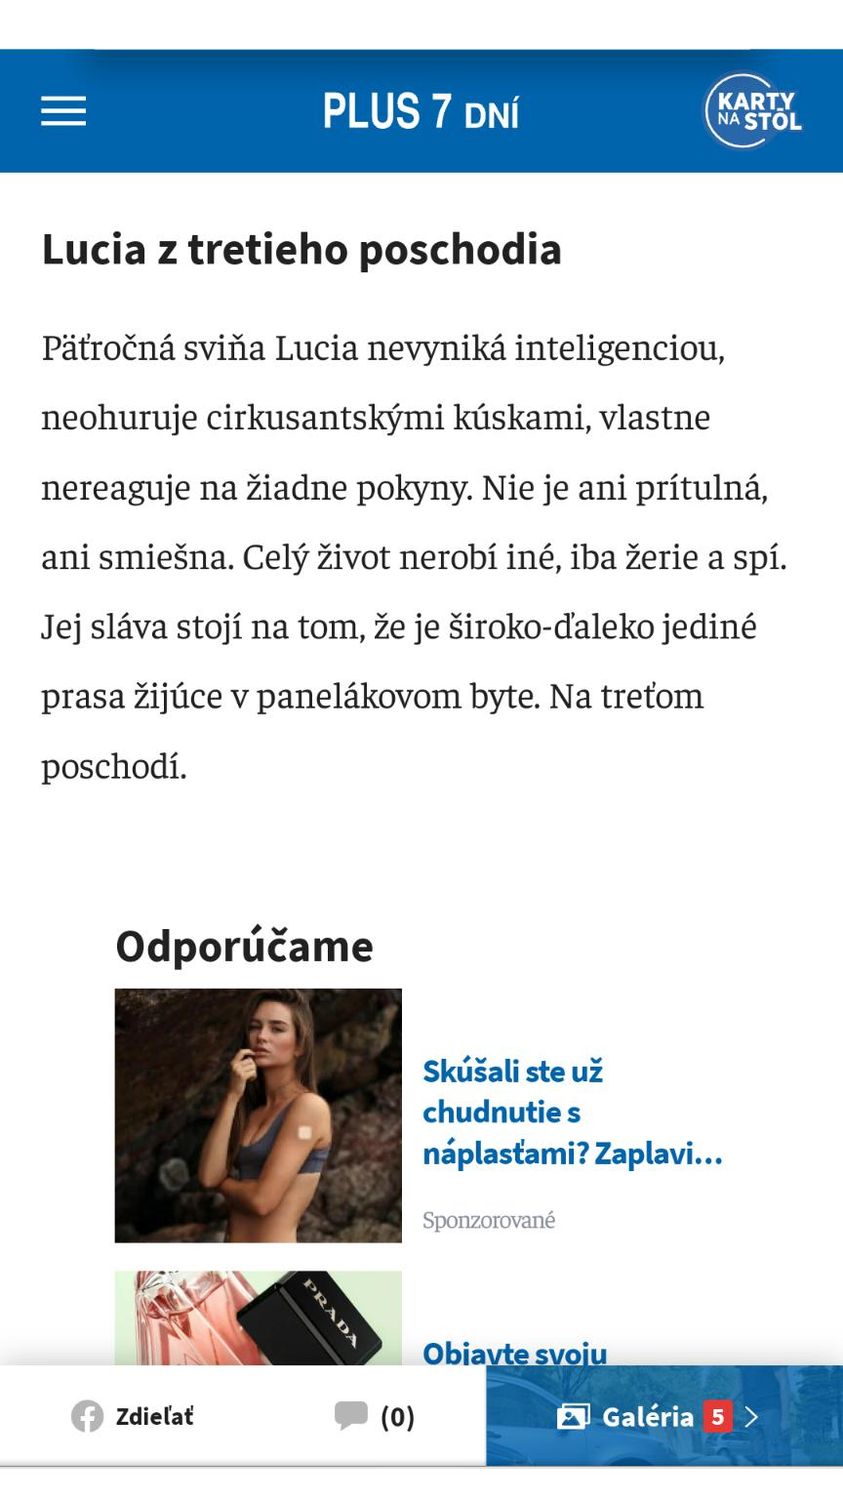 PLUS 7 DNÍ
KARTY
NA STÔL
Lucia z tretieho poschodia
Päťročná sviňa Lucia nevyniká inteligenciou,
neohuruje cirkusantskými kúskami, vlastne
nereaguje na žiadne pokyny. Nie je ani prítulná,
ani smiešna. Celý život nerobí iné, iba žerie a spí.
Jej sláva stojí na tom, že je široko-ďaleko jediné
prasa žijúce v panelákovom byte. Na treťom
poschodí.
Odporúčame
Skúšali ste už
chudnutie s
náplasťami? Zaplavi...
Sponzorované
PRADA
Objavte svoju
Zdieľať
(0)
Galéria 5